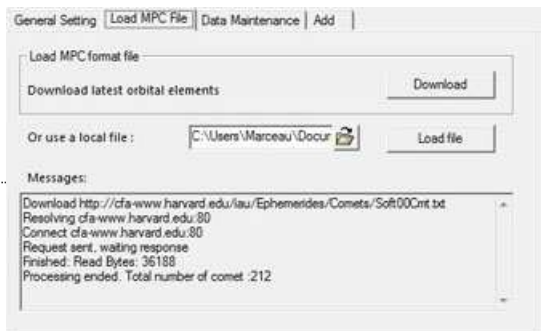 General Setting Load MPC File Data Maintenance Add
Load MPC format file
Download latest orbital elements Download
Or use a local file : C:\Users\Marceau\Docur Load file
Messages:
Download http://cfa-www.harvard.edu/iau/Ephemerides/Comets/Soft00Cmt.txt
Resolving cfa-www.harvard.edu:80
Connect cfa-www.harvard.edu:80
Request sent, waiting response
Finished: Read Bytes: 36188
Processing ended. Total number of comet :212